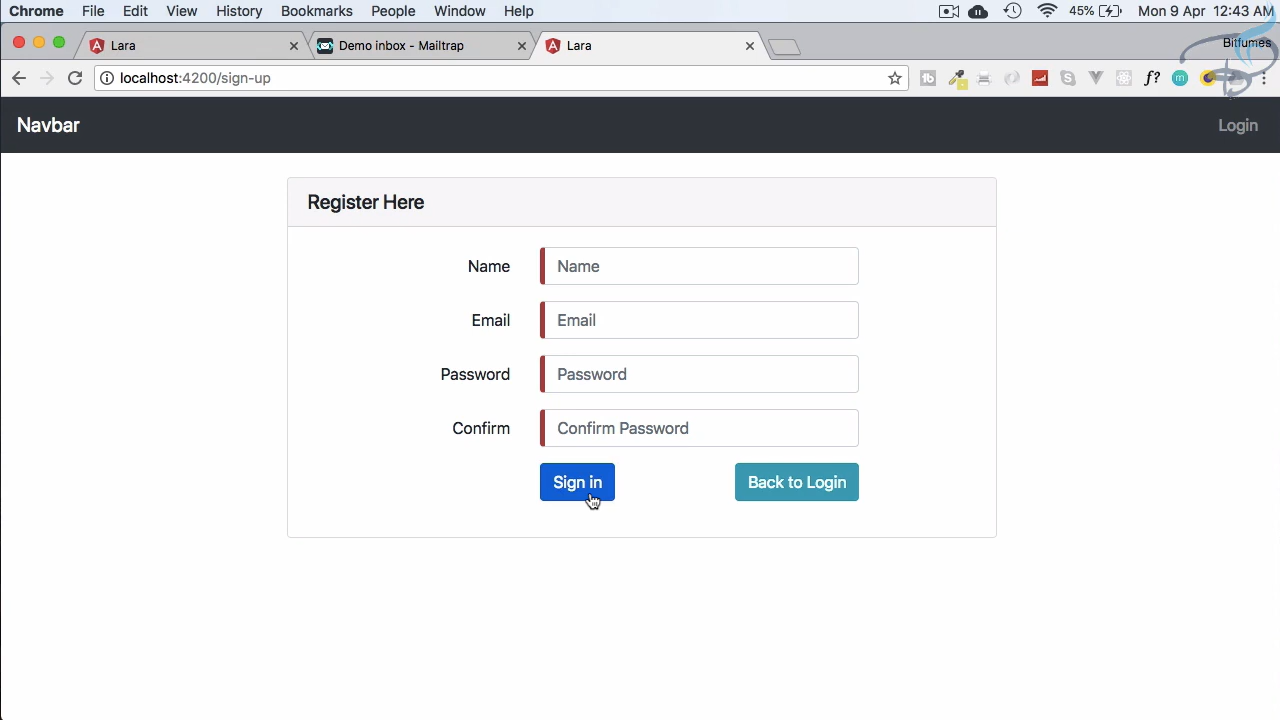 Chrome File Edit View History Bookmarks People Window Help 45% Mon 9 Apr 12:43 AM
Lara Demo inbox - Mailtrap Lara Bitfumes
localhost:4200/sign-up f?
Navbar Login
Register Here
Name Name
Email Email
Password Password
Confirm Confirm Password
Sign in Back to Login